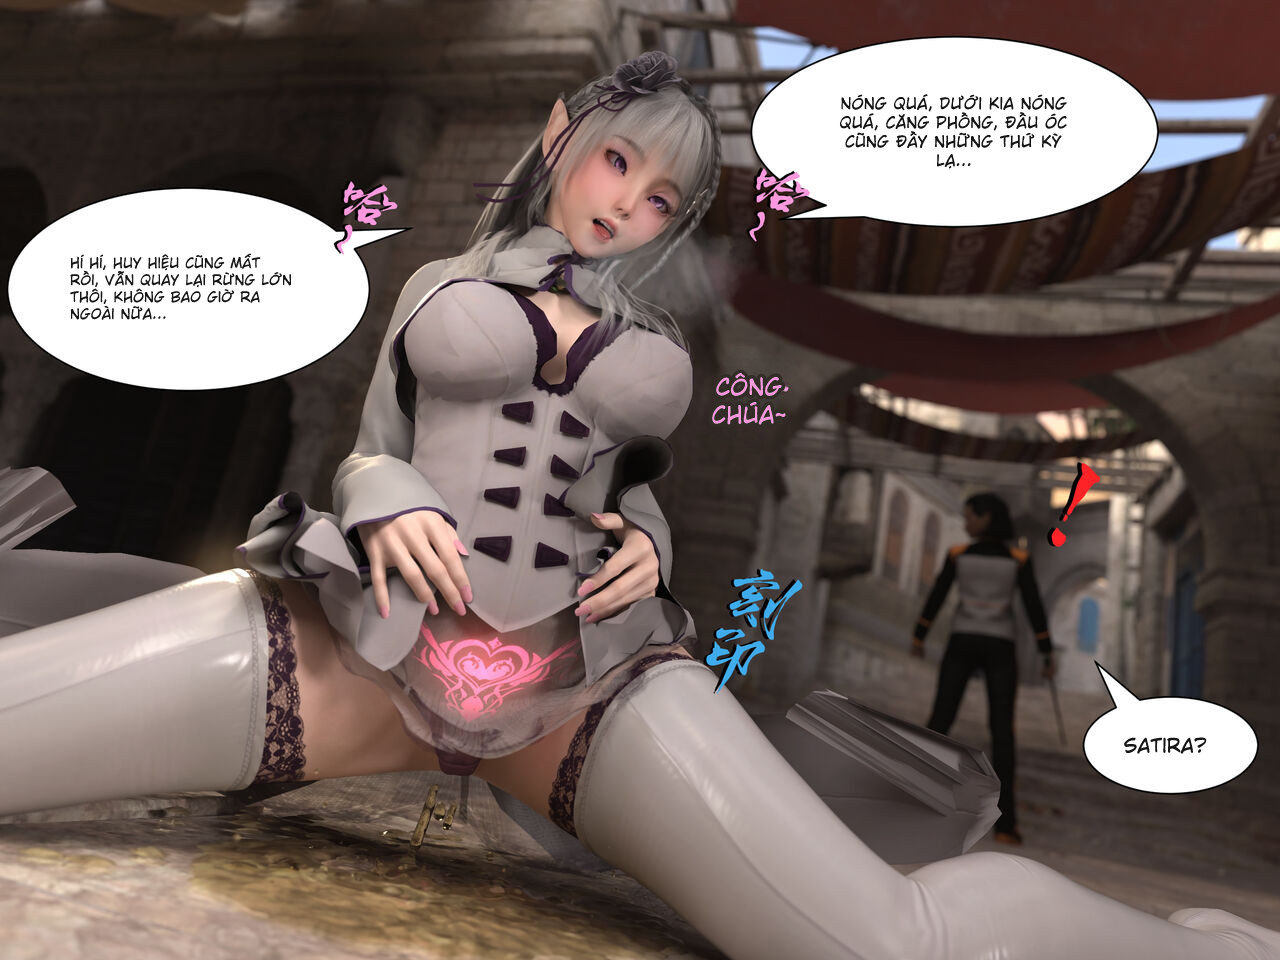 NÓNG QUÁ, DƯỚI KIA NÓNG
QUÁ, CĂNG PHỒNG, ĐẦU ÓC
CŨNG ĐẦY NHỮNG THỨ KỲ
LẠ...
哈~
哈~
HÍ HÍ, HUY HIỆU CŨNG MẤT
RỒI, VẪN QUAY LẠI RỪNG LỚN
THÔI, KHÔNG BAO GIỜ RA
NGOÀI NỮA...
CÔNG
CHÚA~
!
刻印
SATIRA?